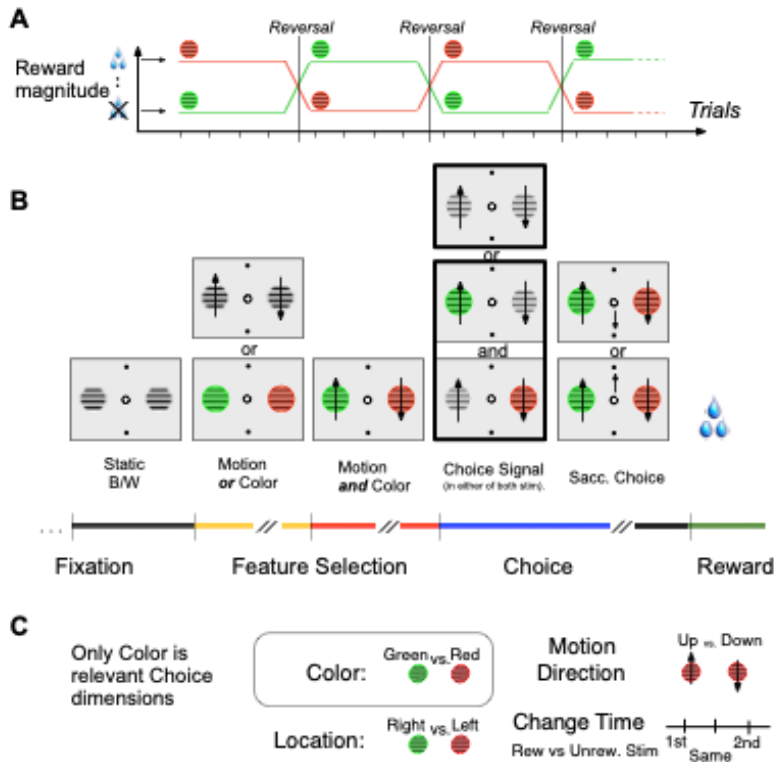 A
Reversal Reversal Reversal
Reward
magnitude
Trials
B
or
or
and
or
Static
B/W
Motion
or Color
Motion
and Color
Choice Signal
(in either of both stim).
Sacc. Choice
...
Fixation
Feature Selection
Choice
Reward
C
Only Color is
relevant Choice
dimensions
Color:
Green vs. Red
Location:
Right vs. Left
Motion
Direction
Up vs. Down
Change Time
Rew vs Unrew. Stim
1st Same 2nd